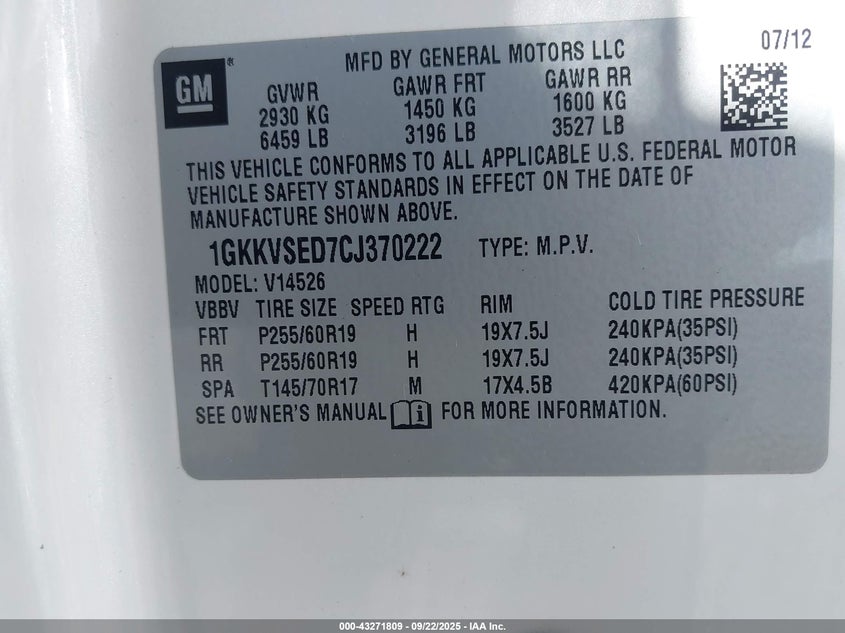 07/12
MFD BY GENERAL MOTORS LLC
GM
GVWR GAWR FRT GAWR RR
2930 KG 1450 KG 1600 KG
6459 LB 3196 LB 3527 LB
THIS VEHICLE CONFORMS TO ALL APPLICABLE U.S. FEDERAL MOTOR
VEHICLE SAFETY STANDARDS IN EFFECT ON THE DATE OF
MANUFACTURE SHOWN ABOVE.
1GKKVSED7CJ370222 TYPE: M.P.V.
MODEL: V14526
VBBV TIRE SIZE SPEED RTG RIM COLD TIRE PRESSURE
FRT P255/60R19 H 19X7.5J 240KPA(35PSI)
RR P255/60R19 H 19X7.5J 240KPA(35PSI)
SPA T145/70R17 M 17X4.5B 420KPA(60PSI)
SEE OWNER'S MANUAL i FOR MORE INFORMATION.
000-43271809 - 09/22/2025 - IAA Inc.